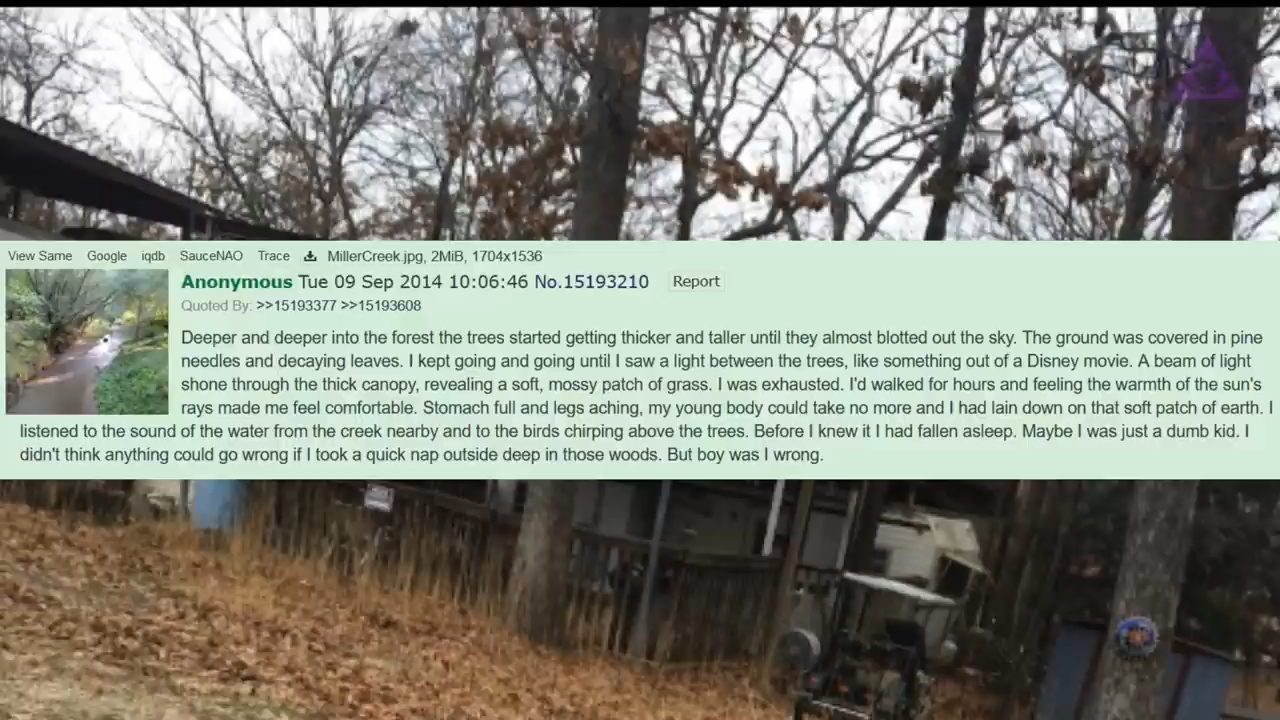 View Same Google iqdb SauceNAO Trace MillerCreek.jpg, 2MiB, 1704x1536
Anonymous Tue 09 Sep 2014 10:06:46 No.15193210 Report
Quoted By: >>15193377 >>15193608
Deeper and deeper into the forest the trees started getting thicker and taller until they almost blotted out the sky. The ground was covered in pine
needles and decaying leaves. I kept going and going until I saw a light between the trees, like something out of a Disney movie. A beam of light
shone through the thick canopy, revealing a soft, mossy patch of grass. I was exhausted. I'd walked for hours and feeling the warmth of the sun's
rays made me feel comfortable. Stomach full and legs aching, my young body could take no more and I had lain down on that soft patch of earth. I
listened to the sound of the water from the creek nearby and to the birds chirping above the trees. Before I knew it I had fallen asleep. Maybe I was just a dumb kid. I
didn't think anything could go wrong if I took a quick nap outside deep in those woods. But boy was I wrong.